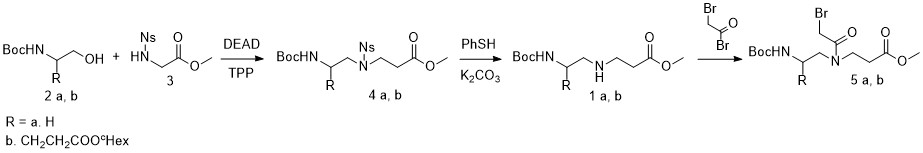 BocHN
OH
R
2 a, b
+
Ns
HN
O
O
3
DEAD
TPP
BocHN
Ns
N
R
O
O
4 a, b
PhSH
K2CO3
BocHN
N
H
R
O
O
1 a, b
Br
O
Br
Br
O
BocHN
N
R
O
O
5 a, b
R = a. H
b. CH2CH2COOcHex